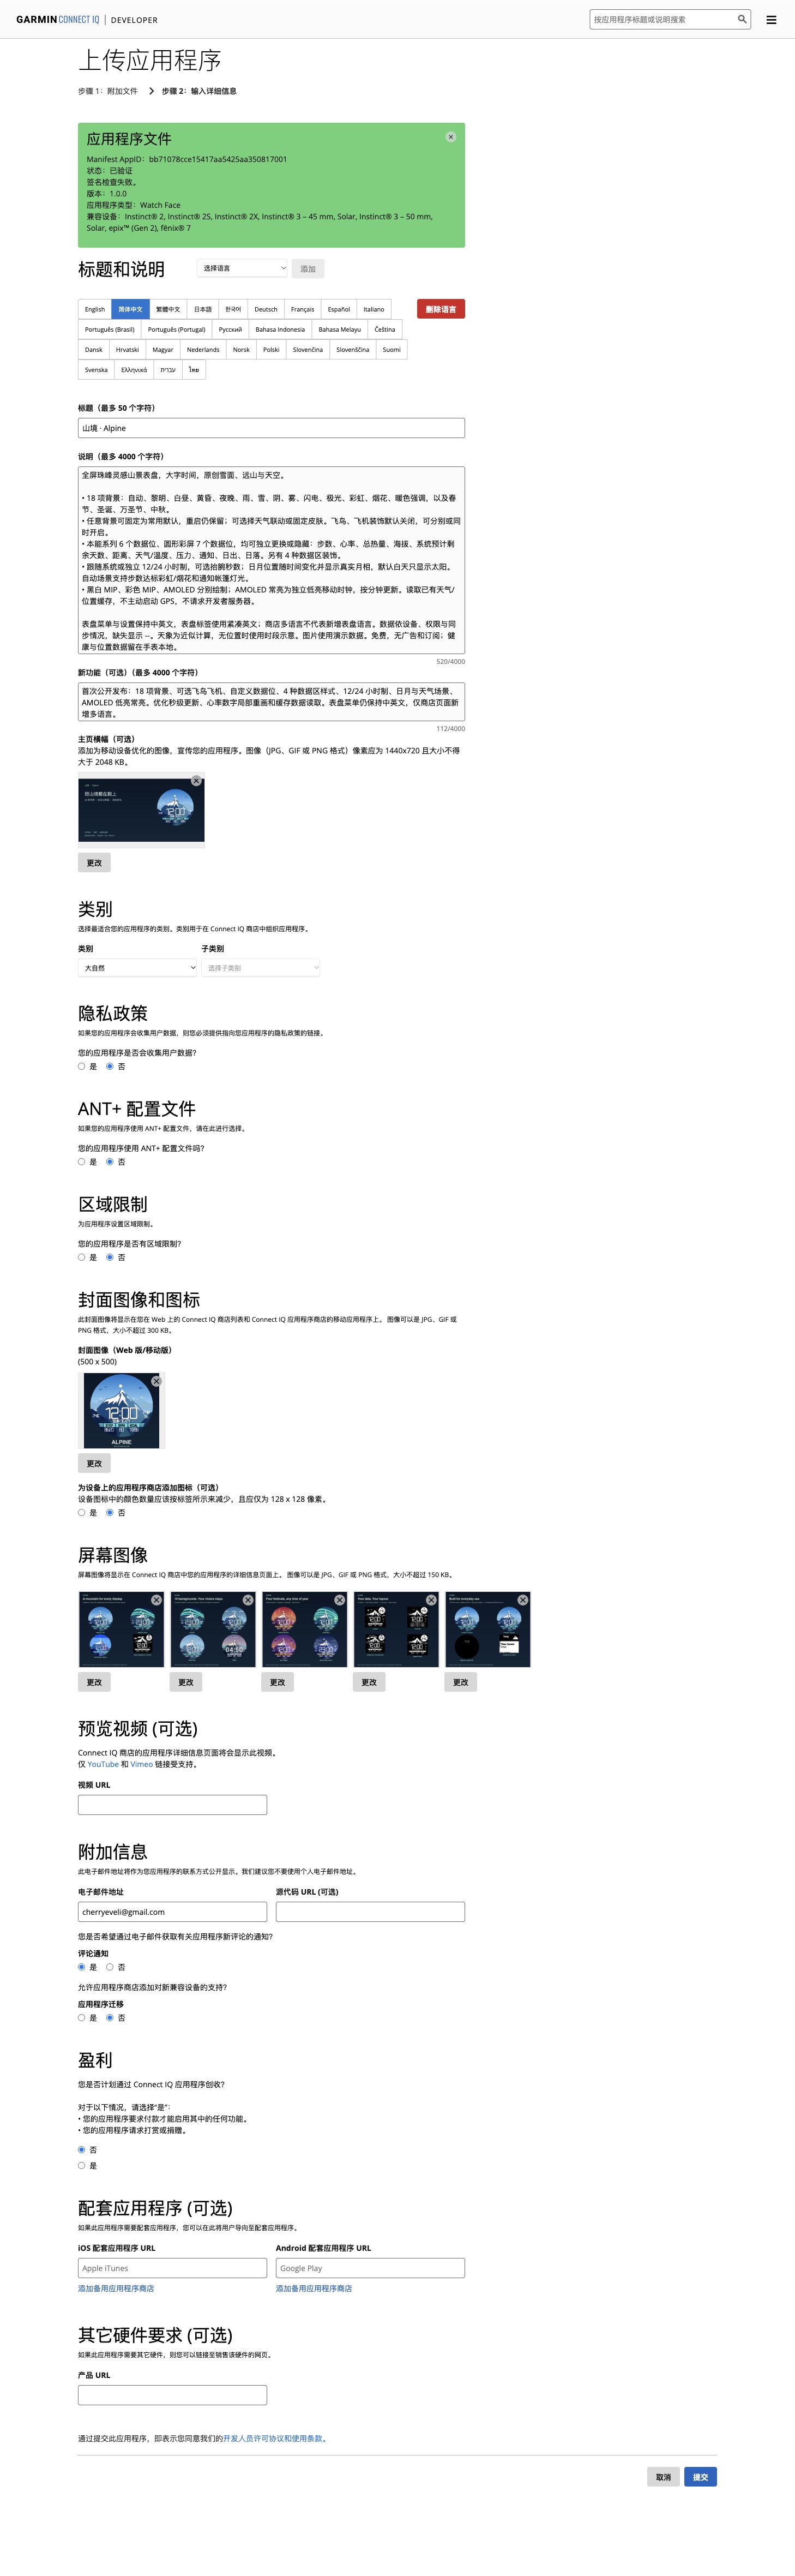 GARMIN CONNECT IQ | DEVELOPER
按应用程序标题或说明搜索
上传应用程序
步骤 1：附加文件
步骤 2：输入详细信息
应用程序文件
Manifest AppID：bb71078cce15417aa5425aa350817001
状态：已验证
签名检查失败。
版本：1.0.0
应用程序类型：Watch Face
兼容设备：Instinct® 2, Instinct® 2S, Instinct® 2X, Instinct® 3 – 45 mm, Solar, Instinct® 3 – 50 mm,
Solar, epix™ (Gen 2), fēnix® 7
标题和说明
选择语言
添加
English 简体中文 繁體中文 日本語 한국어 Deutsch Français Español Italiano
删除语言
Português (Brasil) Português (Portugal) Русский Bahasa Indonesia Bahasa Melayu Čeština
Dansk Hrvatski Magyar Nederlands Norsk Polski Slovenčina Slovenščina Suomi
Svenska Ελληνικά עברית ไทย
标题（最多 50 个字符）
山境 · Alpine
说明（最多 4000 个字符）
全屏珠峰灵感山景表盘，大字时间，原创雪面、远山与天空。
• 18 项背景：自动、黎明、白昼、黄昏、夜晚、雨、雪、阴、雾、闪电、极光、彩虹、烟花、暖色强调，以及春
节、圣诞、万圣节、中秋。
• 任意背景可固定为常用默认，重启仍保留；可选择天气联动或固定皮肤。飞鸟、飞机装饰默认关闭，可分别或同
时开启。
• 本能系列 6 个数据位、圆形彩屏 7 个数据位，均可独立更换或隐藏：步数、心率、总热量、海拔、系统预计剩
余天数、距离、天气/温度、压力、通知、日出、日落。另有 4 种数据区装饰。
• 跟随系统或独立 12/24 小时制，可选抬腕秒数；日月位置随时间变化并显示真实月相，默认白天只显示太阳。
自动场景支持步数达标彩虹/烟花和通知帐篷灯光。
• 黑白 MIP、彩色 MIP、AMOLED 分别绘制；AMOLED 常亮为独立低亮移动时钟，按分钟更新。读取已有天气/
位置缓存，不主动启动 GPS，不请求开发者服务器。
表盘菜单与设置保持中英文，表盘标签使用紧凑英文；商店多语言不代表新增表盘语言。数据依设备、权限与同
步情况，缺失显示 --。天象为近似计算，无位置时使用时段示意。图片使用演示数据。免费，无广告和订阅；健
康与位置数据留在手表本地。
520/4000
新功能（可选）（最多 4000 个字符）
首次公开发布：18 项背景、可选飞鸟飞机、自定义数据位、4 种数据区样式、12/24 小时制、日月与天气场景、
AMOLED 低亮常亮。优化秒级更新、心率数字局部重画和缓存数据读取。表盘菜单仍保持中英文，仅商店页面新
增多语言。
112/4000
主页横幅（可选）
添加为移动设备优化的图像，宣传您的应用程序。图像（JPG、GIF 或 PNG 格式）像素应为 1440x720 且大小不得
大于 2048 KB。
把山境戴在腕上
12:00
更改
类别
选择最适合您的应用程序的类别。类别用于在 Connect IQ 商店中组织应用程序。
类别
子类别
大自然
选择子类别
隐私政策
如果您的应用程序会收集用户数据，则您必须提供指向您应用程序的隐私政策的链接。
您的应用程序是否会收集用户数据?
是 否
ANT+ 配置文件
如果您的应用程序使用 ANT+ 配置文件，请在此进行选择。
您的应用程序使用 ANT+ 配置文件吗?
是 否
区域限制
为应用程序设置区域限制。
您的应用程序是否有区域限制?
是 否
封面图像和图标
此封面图像将显示在您在 Web 上的 Connect IQ 商店列表和 Connect IQ 应用程序商店的移动应用程序上。 图像可以是 JPG、GIF 或
PNG 格式，大小不超过 300 KB。
封面图像（Web 版/移动版）
(500 x 500)
12:00
ALPINE
更改
为设备上的应用程序商店添加图标（可选）
设备图标中的颜色数量应该按标签所示来减少，且应仅为 128 x 128 像素。
是 否
屏幕图像
屏幕图像将显示在 Connect IQ 商店中您的应用程序的详细信息页面上。 图像可以是 JPG、GIF 或 PNG 格式，大小不超过 150 KB。
更改 更改 更改 更改 更改
预览视频 (可选)
Connect IQ 商店的应用程序详细信息页面将会显示此视频。
仅 YouTube 和 Vimeo 链接受支持。
视频 URL
附加信息
此电子邮件地址将作为您应用程序的联系方式公开显示。我们建议您不要使用个人电子邮件地址。
电子邮件地址
源代码 URL (可选)
cherryeveli@gmail.com
您是否希望通过电子邮件获取有关应用程序新评论的通知?
评论通知
是 否
允许应用程序商店添加对新兼容设备的支持?
应用程序迁移
是 否
盈利
您是否计划通过 Connect IQ 应用程序创收?
对于以下情况，请选择“是”：
• 您的应用程序要求付款才能启用其中的任何功能。
• 您的应用程序请求打赏或捐赠。
否
是
配套应用程序 (可选)
如果此应用程序需要配套应用程序，您可以在此将用户导向至配套应用程序。
iOS 配套应用程序 URL
Android 配套应用程序 URL
Apple iTunes
Google Play
添加备用应用程序商店
添加备用应用程序商店
其它硬件要求 (可选)
如果此应用程序需要其它硬件，则您可以链接至销售该硬件的网页。
产品 URL
通过提交此应用程序，即表示您同意我们的开发人员许可协议和使用条款。
取消
提交